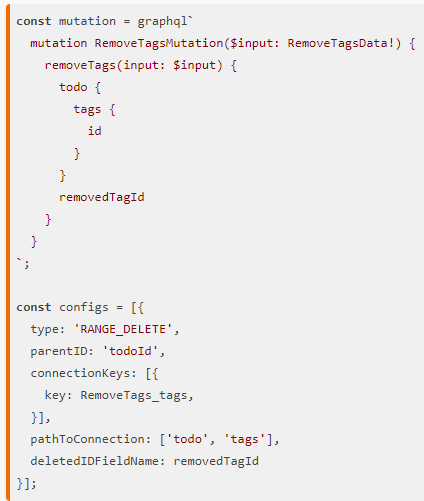 const mutation = graphql`
  mutation RemoveTagsMutation($input: RemoveTagsData!) {
    removeTags(input: $input) {
      todo {
        tags {
          id
        }
      }
      removedTagId
    }
  }
`;

const configs = [{
  type: 'RANGE_DELETE',
  parentID: 'todoId',
  connectionKeys: [{
    key: RemoveTags_tags,
  }],
  pathToConnection: ['todo', 'tags'],
  deletedIDFieldName: removedTagId
}];